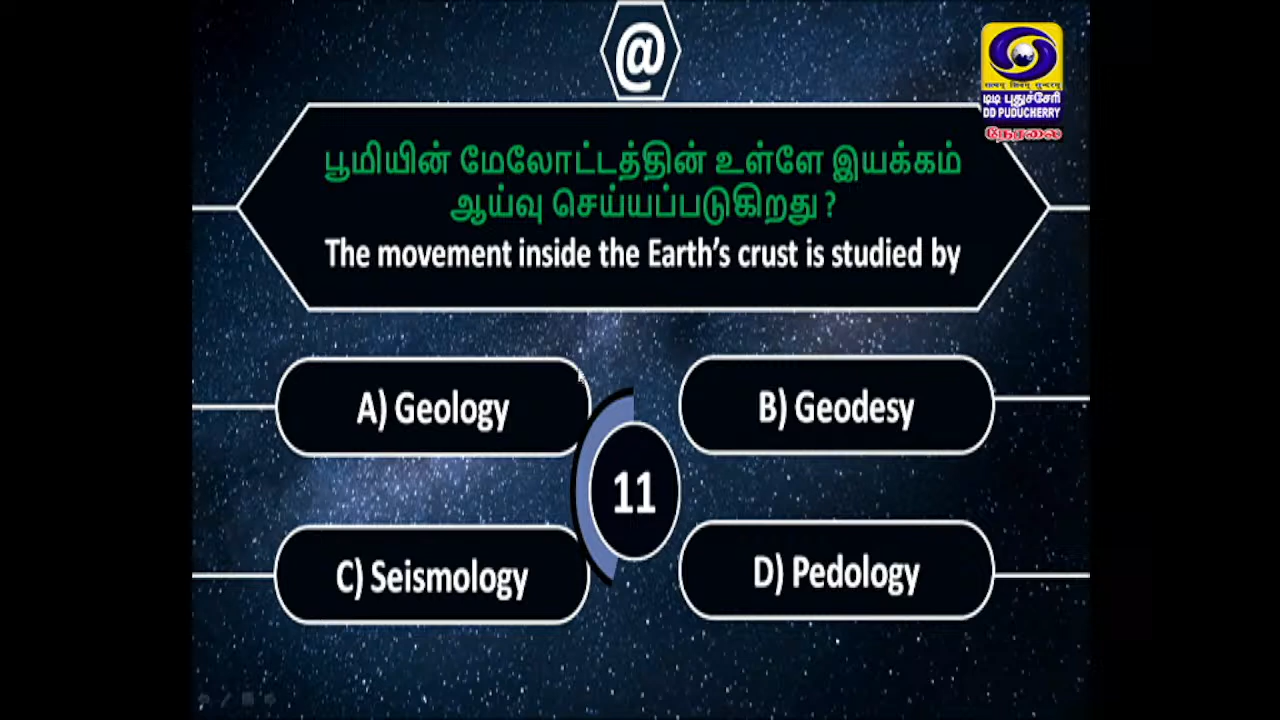 @
பூமியின் மேலோட்டத்தின் உள்ளே இயக்கம்
ஆய்வு செய்யப்படுகிறது ?
The movement inside the Earth's crust is studied by
A) Geology
B) Geodesy
11
C) Seismology
D) Pedology
டிடி புதுச்சேரி
DD PUDUCHERRY
நேரலை